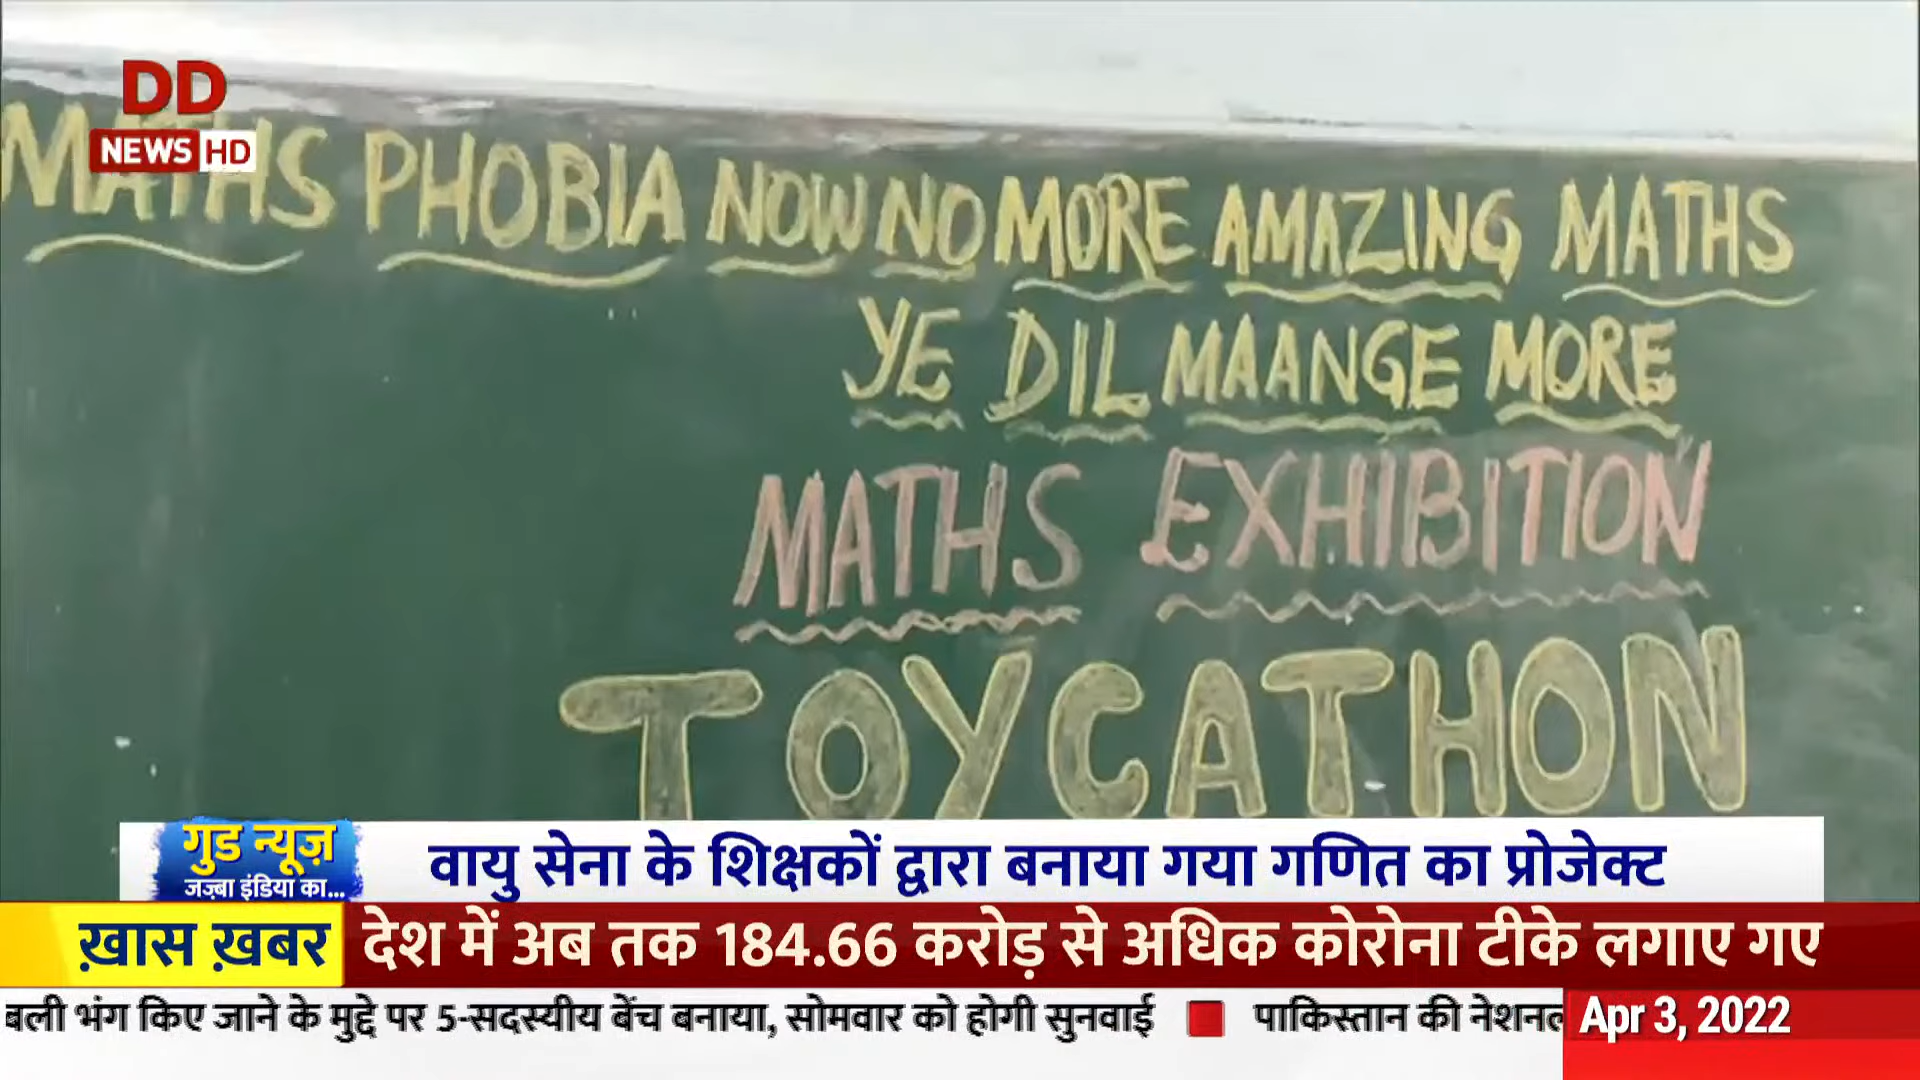 DD
NEWS HD
MATHS PHOBIA NOW NO MORE AMAZING MATHS
YE DIL MAANGE MORE
MATHS EXHIBITION
TOYCATHON
गुड न्यूज़
जज़्बा इंडिया का...
वायु सेना के शिक्षकों द्वारा बनाया गया गणित का प्रोजेक्ट
ख़ास ख़बर
देश में अब तक 184.66 करोड़ से अधिक कोरोना टीके लगाए गए
बली भंग किए जाने के मुद्दे पर 5-सदस्यीय बेंच बनाया, सोमवार को होगी सुनवाई
पाकिस्तान की नेशनल
Apr 3, 2022